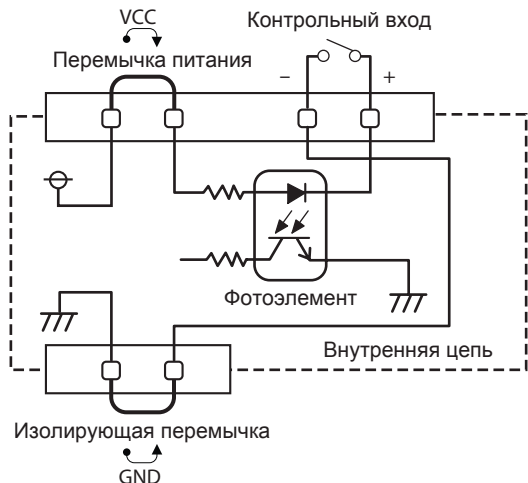 VCC
Контрольный вход
Перемычка питания
– +
Фотоэлемент
Внутренняя цепь
Изолирующая перемычка
GND